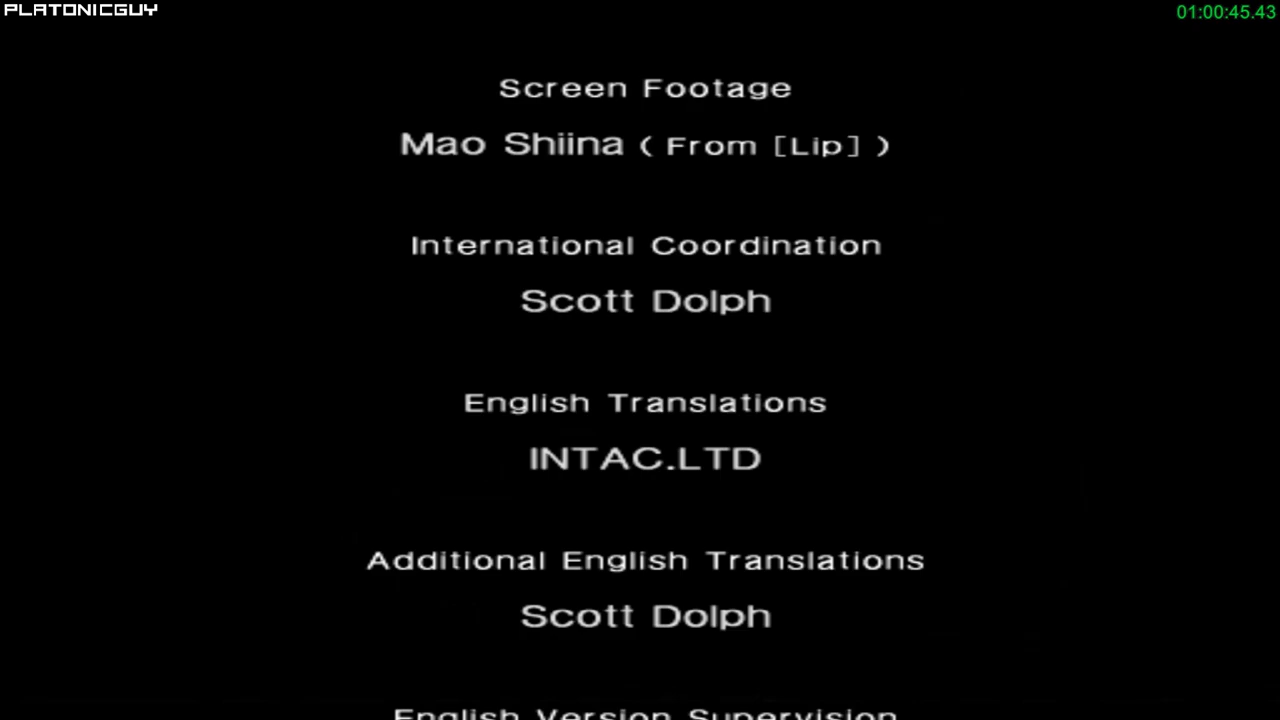 PLATONICGUY
01:00:45.43
Screen Footage
Mao Shiina ( From [Lip] )
International Coordination
Scott Dolph
English Translations
INTAC.LTD
Additional English Translations
Scott Dolph
English Version Supervision